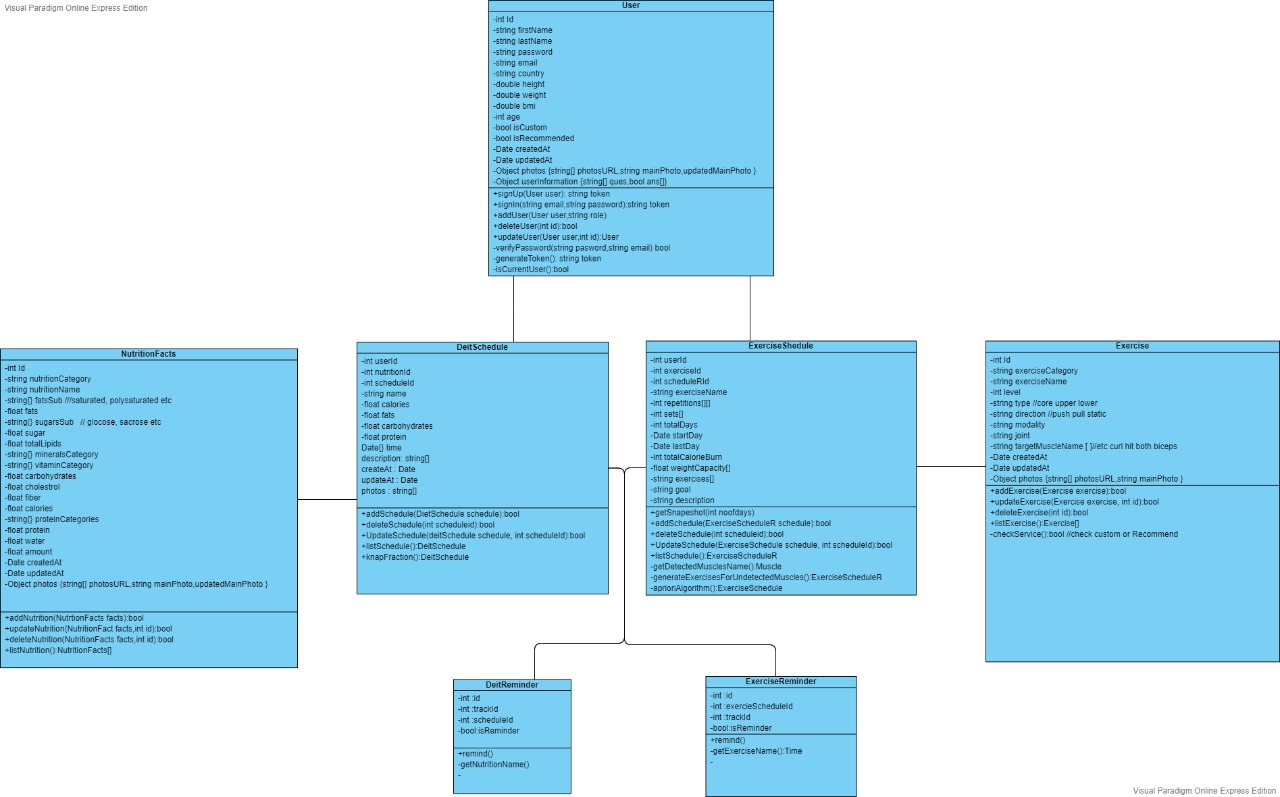 Visual Paradigm Online Express Edition
User
-int Id
-string firstName
-string lastName
-string password
-string email
-string country
-double height
-double weight
-double bmi
-int age
-bool isCustom
-bool isRecommended
-Date createdAt
-Date updatedAt
-Object photos {string[] photosURL,string mainPhoto,updatedMainPhoto }
-Object userInformation {string[] ques,bool ans[]}
+signUp(User user): string token
+signIn(string email,string password):string token
+addUser(User user,string role)
+deleteUser(int id):bool
+updateUser(User user,int id):User
-verifyPassword(string pasword,string email) bool
-generateToken(): string token
-isCurrentUser():bool
NutritionFacts
-int Id
-string nutritionCategory
-string nutritionName
-string{} fatsSub ///saturated, polysaturated etc
-float fats
-string{} sugarsSub // glocose, sacrose etc
-float sugar
-float totalLipids
-string{} mineralsCategory
-string{} vitaminCategory
-float carbohydrates
-float cholestrol
-float fiber
-float calories
-string{} proteinCategories
-float protein
-float water
-float amount
-Date createdAt
-Date updatedAt
-Object photos {string[] photosURL,string mainPhoto,updatedMainPhoto }
+addNutrition(NutrtionFacts facts):bool
+updateNutrition(NutritionFact facts,int id):bool
+deleteNutrition(NutritionFacts facts,int id):bool
+listNutrition():NutritionFacts[]
DeitSchedule
-int userId
-int nutritionId
-int scheduleId
-string name
-float calories
-float fats
-float carbohydrates
-float protein
Date{} time
description: string[]
createAt : Date
updateAt : Date
photos : string[]
+addSchedule(DietSchedule schedule):bool
+deleteSchedule(int scheduleid):bool
+UpdateSchedule(deitSchedule schedule, int scheduleId):bool
+listSchedule():DeitSchedule
+knapFraction():DeitSchedule
ExerciseShedule
-int userId
-int exerciseId
-int scheduleRId
-string exerciseName
-int repetitions[][]
-int sets[]
-int totalDays
-Date startDay
-Date lastDay
-int totalCalorieBurn
-float weightCapacity[]
-string exercises[]
-string goal
-string description
+getSnapshot(int noofdays)
+addSchedule(ExerciseScheduleR schedule):bool
+deleteSchedule(int scheduleId):bool
+UpdateSchedule(ExerciseSchedule schedule, int scheduleId):bool
+listSchedule():ExerciseScheduleR
-getDetectedMusclesName():Muscle
-generateExercisesForUndetectedMuscles():ExerciseScheduleR
-aprioriAlgorithm():ExerciseSchedule
Exercise
-int Id
-string exerciseCategory
-string exerciseName
-int level
-string type //core upper lower
-string direction //push pull static
-string modality
-string joint
-string targetMuscleName [ ]//etc curl hit both biceps
-Date createdAt
-Date updatedAt
-Object photos {string[] photosURL,string mainPhoto }
+addExercise(Exercise exercise):bool
+updateExercise(Exercise exercise, int id):bool
+deleteExercise(int id):bool
+listExercise():Exercise[]
-checkService():bool //check custom or Recommend
DeitReminder
-int :id
-int :trackId
-int :scheduleId
-bool:isReminder
+remind()
-getNutritionName()
-
ExerciseReminder
-int :id
-int :exercieScheduleId
-int :trackId
-bool:isReminder
+remind()
-getExerciseName():Time
-
Visual Paradigm Online Express Edition